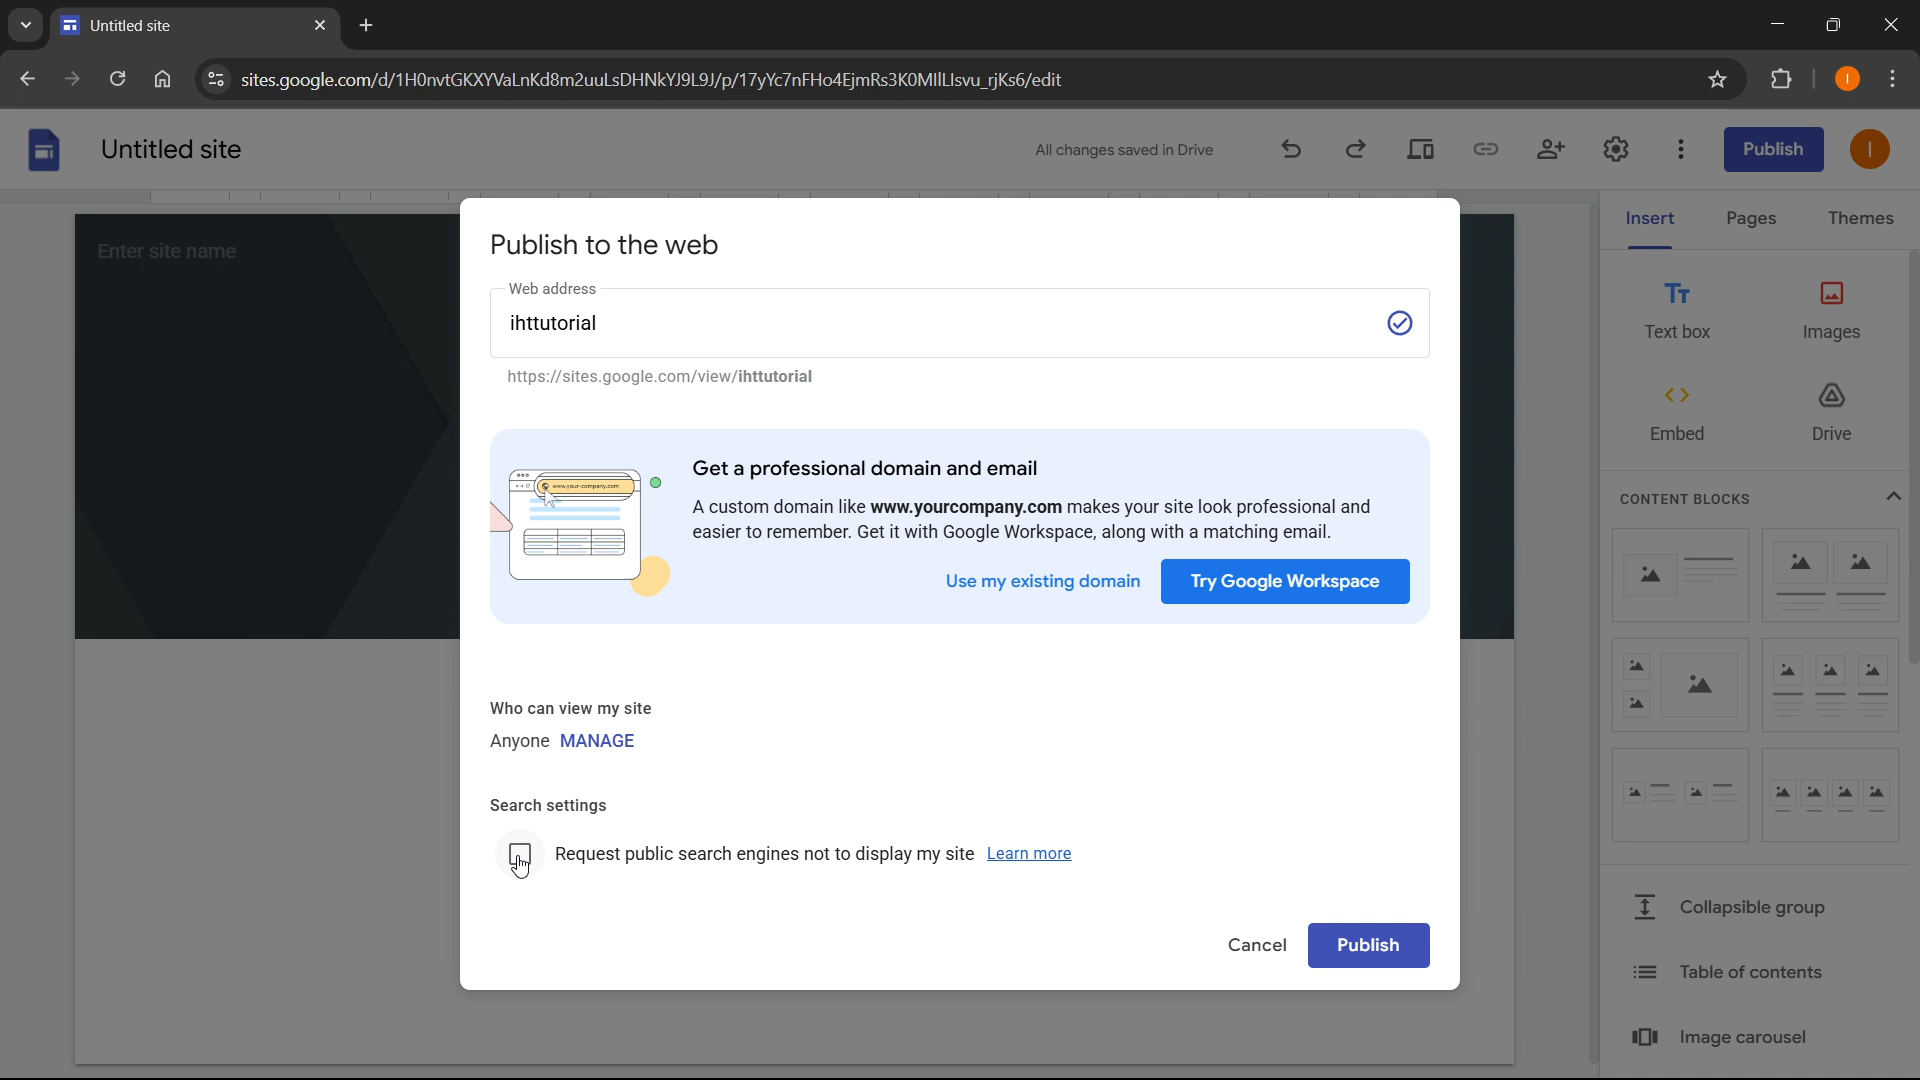 Untitled site
sites.google.com/d/1H0nvtGKXYVaLnKd8m2uuLsDHNkYJ9L9J/p/17yYc7nFHo4EjmRs3K0MIlLIsvu_rjKs6/edit
I
Untitled site
All changes saved in Drive
Publish
I
Insert
Pages
Themes
Enter site name
Publish to the web
Web address
ihttutorial
https://sites.google.com/view/ihttutorial
Text box
Images
Embed
Drive
Get a professional domain and email
www.your-company.com
A custom domain like www.yourcompany.com makes your site look professional and
easier to remember. Get it with Google Workspace, along with a matching email.
Use my existing domain
Try Google Workspace
CONTENT BLOCKS
Who can view my site
Anyone MANAGE
Search settings
Request public search engines not to display my site Learn more
Cancel
Publish
Collapsible group
Table of contents
Image carousel